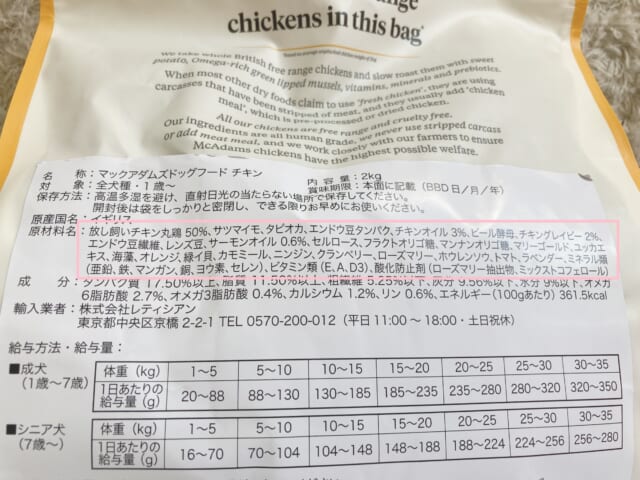 chickens in this bag*
We take whole British free range chickens and slow roast them with sweet
potato, Omega-rich green lipped mussels, vitamins, minerals and prebiotics.
When most other dry foods claim to use 'fresh chicken', they are using
carcasses that have been stripped of meat, and they usually add 'chicken
meal', which is pre-processed or dried chicken.
All our chickens are free range and cruelty free.
Our ingredients are all human grade, we never use stripped carcass
or add meat meal, and we work closely with our farmers to ensure
McAdams chickens have the highest possible welfare.
名 称：マックアダムズドッグフード チキン 内 容 量：2kg
対 象：全犬種・1歳〜 賞味期限：本面に記載（BBD 日／月／年）
保存方法：高温多湿を避け、直射日光の当たらない場所で保存してください。
開封後は袋をしっかりと密閉し、できる限りお早めにご使用ください。
原産国名：イギリス
原材料名：放し飼いチキン丸鶏 50%、サツマイモ、タピオカ、エンドウ豆タンパク、チキンオイル 3%、ビール酵母、チキングレイビー 2%、
エンドウ豆繊維、レンズ豆、サーモンオイル 0.6%、セルロース、フラクトオリゴ糖、マンナンオリゴ糖、マリーゴールド、ユッカエ
キス、海藻、オレンジ、緑イ貝、カモミール、ニンジン、クランベリー、ローズマリー、ホウレンソウ、トマト、ラベンダー、ミネラル類
（亜鉛、鉄、マンガン、銅、ヨウ素、セレン）、ビタミン類（E、A、D3）、酸化防止剤（ローズマリー抽出物、ミックストコフェロール）
成 分：タンパク質 17.50%以上、脂質 11.50%以上、粗繊維 5.25%以下、灰分 9.56%以下、水分 9%以下、オメガ
6脂肪酸 2.7%、オメガ3脂肪酸 0.4%、カルシウム 1.2%、リン 0.6%、エネルギー（100gあたり）361.5kcal
輸入業者：株式会社レティシアン
東京都中央区京橋 2-2-1 TEL 0570-200-012（平日 11：00 〜 18：00・土日祝休）
給与方法・給与量：
■成犬
（1歳〜7歳）
体重（kg） 1〜5 5〜10 10〜15 15〜20 20〜25 25〜30 30〜35
1日あたりの給与量（g） 20〜88 88〜130 130〜185 185〜235 235〜280 280〜320 320〜350
■シニア犬
（7歳〜）
体重（kg） 1〜5 5〜10 10〜15 15〜20 20〜25 25〜30 30〜35
1日あたりの給与量（g） 16〜70 70〜104 104〜148 148〜188 188〜224 224〜256 256〜280